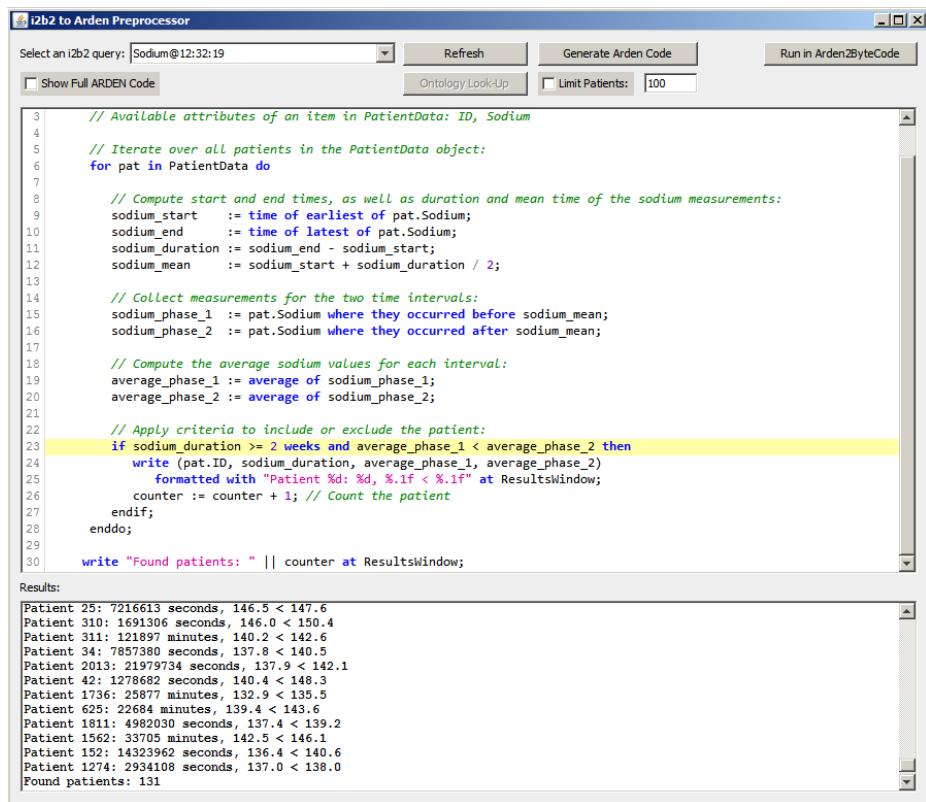 i2b2 to Arden Preprocessor
Select an i2b2 query: Sodium@12:32:19 Refresh Generate Arden Code Run in Arden2ByteCode
Show Full ARDEN Code Ontology Look-Up Limit Patients: 100
3 // Available attributes of an item in PatientData: ID, Sodium
4
5 // Iterate over all patients in the PatientData object:
6 for pat in PatientData do
7
8 // Compute start and end times, as well as duration and mean time of the sodium measurements:
9 sodium_start := time of earliest of pat.Sodium;
10 sodium_end := time of latest of pat.Sodium;
11 sodium_duration := sodium_end - sodium_start;
12 sodium_mean := sodium_start + sodium_duration / 2;
13
14 // Collect measurements for the two time intervals:
15 sodium_phase_1 := pat.Sodium where they occurred before sodium_mean;
16 sodium_phase_2 := pat.Sodium where they occurred after sodium_mean;
17
18 // Compute the average sodium values for each interval:
19 average_phase_1 := average of sodium_phase_1;
20 average_phase_2 := average of sodium_phase_2;
21
22 // Apply criteria to include or exclude the patient:
23 if sodium_duration >= 2 weeks and average_phase_1 < average_phase_2 then
24 write (pat.ID, sodium_duration, average_phase_1, average_phase_2)
25 formatted with "Patient %d: %d, %.1f < %.1f" at ResultsWindow;
26 counter := counter + 1; // Count the patient
27 endif;
28 enddo;
29
30 write "Found patients: " || counter at ResultsWindow;
Results:
Patient 25: 7216613 seconds, 146.5 < 147.6
Patient 310: 1691306 seconds, 146.0 < 150.4
Patient 311: 121897 minutes, 140.2 < 142.6
Patient 34: 7857380 seconds, 137.8 < 140.5
Patient 2013: 21979734 seconds, 137.9 < 142.1
Patient 42: 1278682 seconds, 140.4 < 148.3
Patient 1736: 25877 minutes, 132.9 < 135.5
Patient 625: 22684 minutes, 139.4 < 143.6
Patient 1811: 4982030 seconds, 137.4 < 139.2
Patient 1562: 33705 minutes, 142.5 < 146.1
Patient 152: 14323962 seconds, 136.4 < 140.6
Patient 1274: 2934108 seconds, 137.0 < 138.0
Found patients: 131